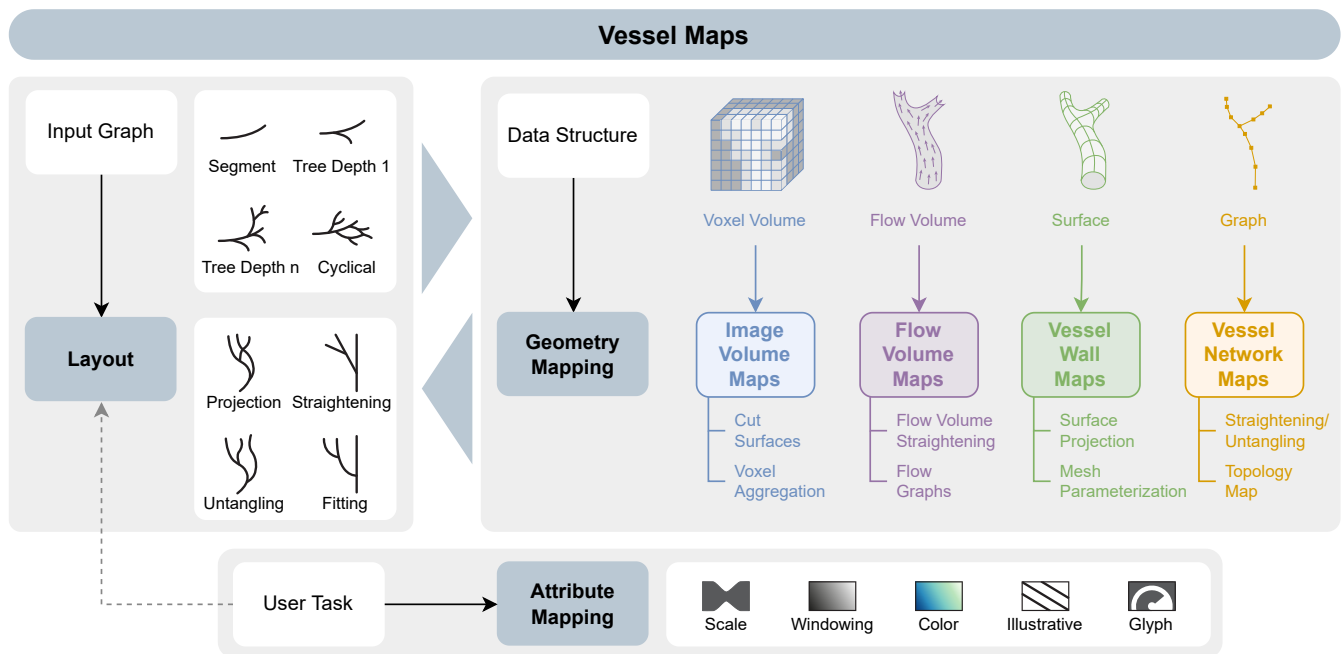 Vessel Maps
Input Graph
Segment
Tree Depth 1
Tree Depth n
Cyclical
Layout
Projection
Straightening
Untangling
Fitting
Data Structure
Geometry
Mapping
Voxel Volume
Flow Volume
Surface
Graph
Image
Volume
Maps
Flow
Volume
Maps
Vessel
Wall
Maps
Vessel
Network
Maps
Cut
Surfaces
Voxel
Aggregation
Flow Volume
Straightening
Flow
Graphs
Surface
Projection
Mesh
Parameterization
Straightening/
Untangling
Topology
Map
User Task
Attribute
Mapping
Scale
Windowing
Color
Illustrative
Glyph